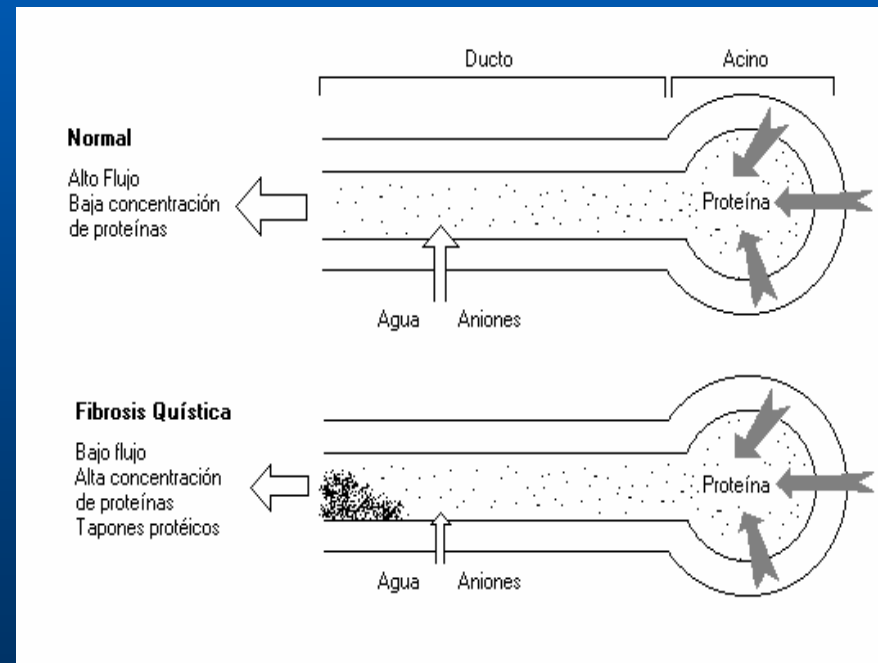 Ducto
Acino
Normal
Alto Flujo
Baja concentración
de proteínas
Proteína
Agua Aniones
Fibrosis Quística
Bajo flujo
Alta concentración
de proteínas
Tapones protéicos
Proteína
Agua Aniones